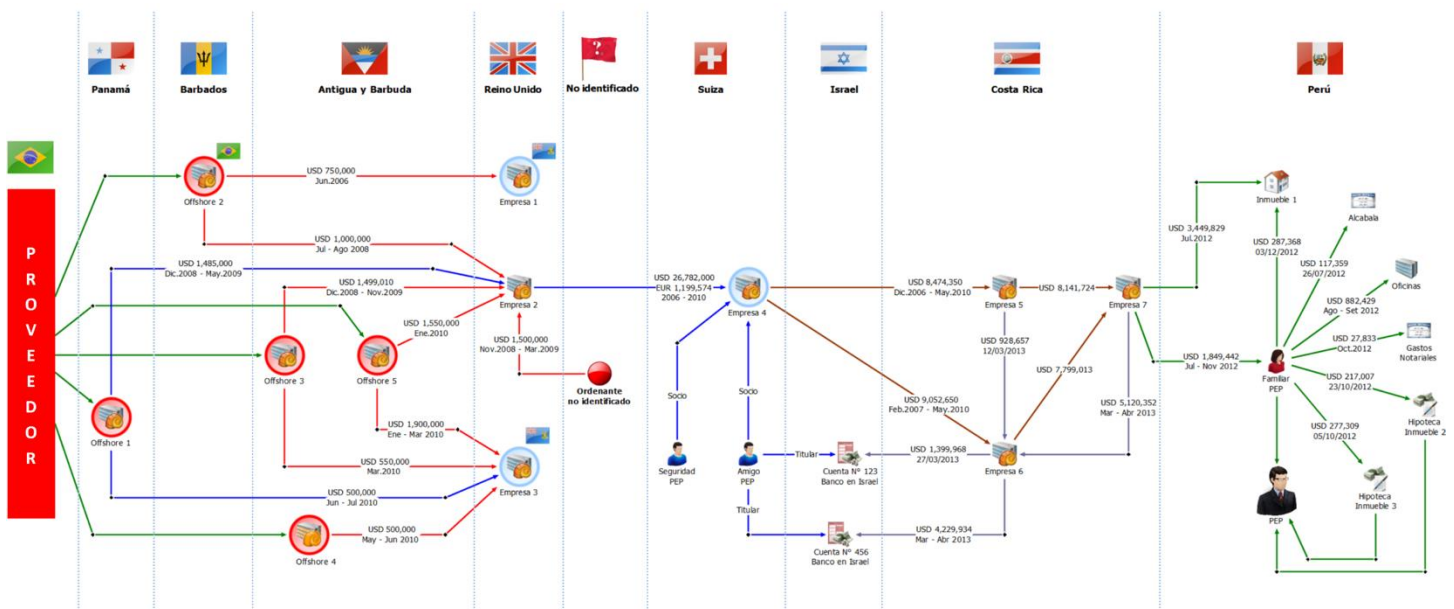 Panamá
Barbados
Antigua y Barbuda
Reino Unido
?
No identificado
Suiza
Israel
Costa Rica
Perú
PROVEEDOR
Offshore 2
USD 750,000
Jun.2006
Empresa 1
USD 1,000,000
Jul - Ago 2008
USD 1,485,000
Dic.2008 - May.2009
USD 1,499,010
Dic.2008 - Nov.2009
Empresa 2
USD 1,550,000
Ene.2010
USD 1,500,000
Nov.2008 - Mar.2009
Offshore 3
Offshore 5
Ordenante
no identificado
Offshore 1
USD 1,900,000
Ene - Mar 2010
USD 550,000
Mar.2010
USD 500,000
Jun - Jul 2010
Empresa 3
USD 500,000
May - Jun 2010
Offshore 4
USD 26,782,000
EUR 1,199,574
2006 - 2010
Empresa 4
Socio
Socio
Seguridad
PEP
Amigo
PEP
Titular
Titular
Cuenta N° 123
Banco en Israel
Cuenta N° 456
Banco en Israel
USD 8,474,350
Dic.2006 - May.2010
Empresa 5
USD 8,141,724
Empresa 7
USD 928,657
12/03/2013
USD 7,799,013
USD 9,052,650
Feb.2007 - May.2010
USD 5,120,352
Mar - Abr 2013
USD 1,399,968
27/03/2013
Empresa 6
USD 4,229,934
Mar - Abr 2013
USD 3,449,829
Jul.2012
Inmueble 1
USD 287,368
03/12/2012
Alcabala
USD 117,359
26/07/2012
Oficinas
USD 882,429
Ago - Set 2012
USD 27,833
Oct.2012
Gastos
Notariales
USD 1,849,442
Jul - Nov 2012
Familiar
PEP
USD 217,007
23/10/2012
Hipoteca
Inmueble 2
USD 277,309
05/10/2012
Hipoteca
Inmueble 3
PEP